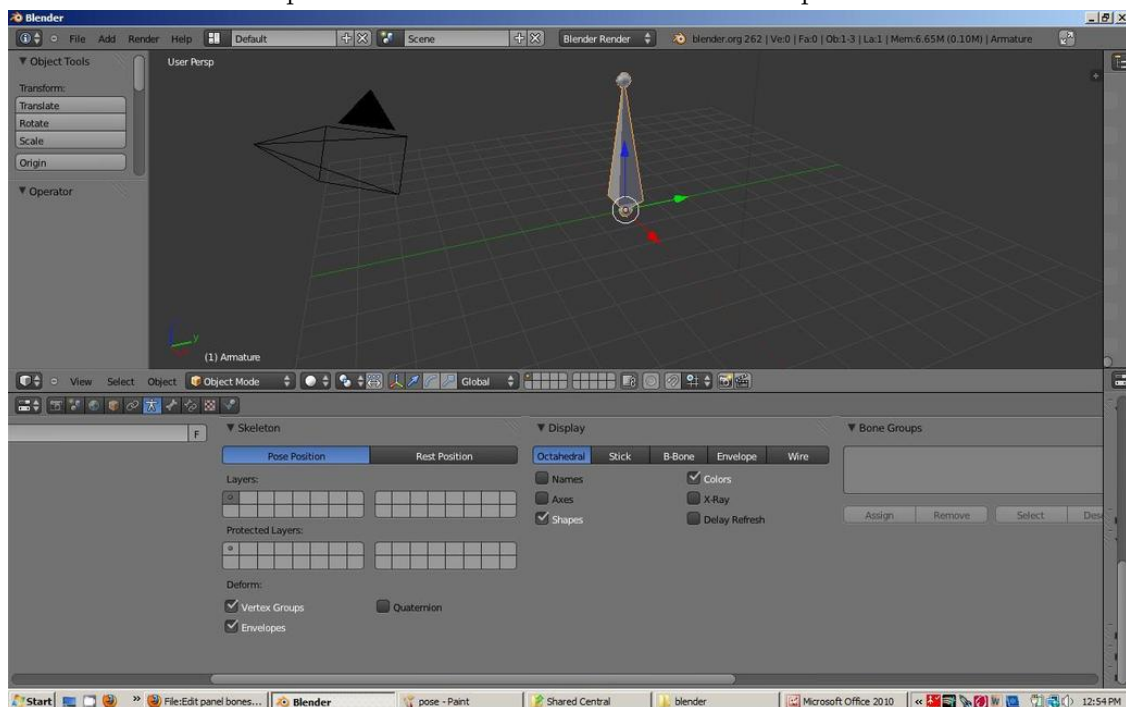 Blender
File Add Render Help Default Scene Blender Render blender.org 262 | Ve:0 | Fa:0 | Ob:1-3 | La:1 | Mem:6.65M (0.10M) | Armature
Object Tools
User Persp
Transform:
Translate
Rotate
Scale
Origin
Operator
y
(1) Armature
View Select Object Object Mode Global
F
Skeleton
Display
Bone Groups
Pose Position Rest Position
Octahedral Stick B-Bone Envelope Wire
Layers:
Names Colors
Axes X-Ray
Shapes Delay Refresh
Assign Remove Select
Protected Layers:
Deform:
Vertex Groups Quaternion
Envelopes
Start » File:Edit panel bones... Blender pose - Paint Shared Central blender Microsoft Office 2010 « 12:54 PM